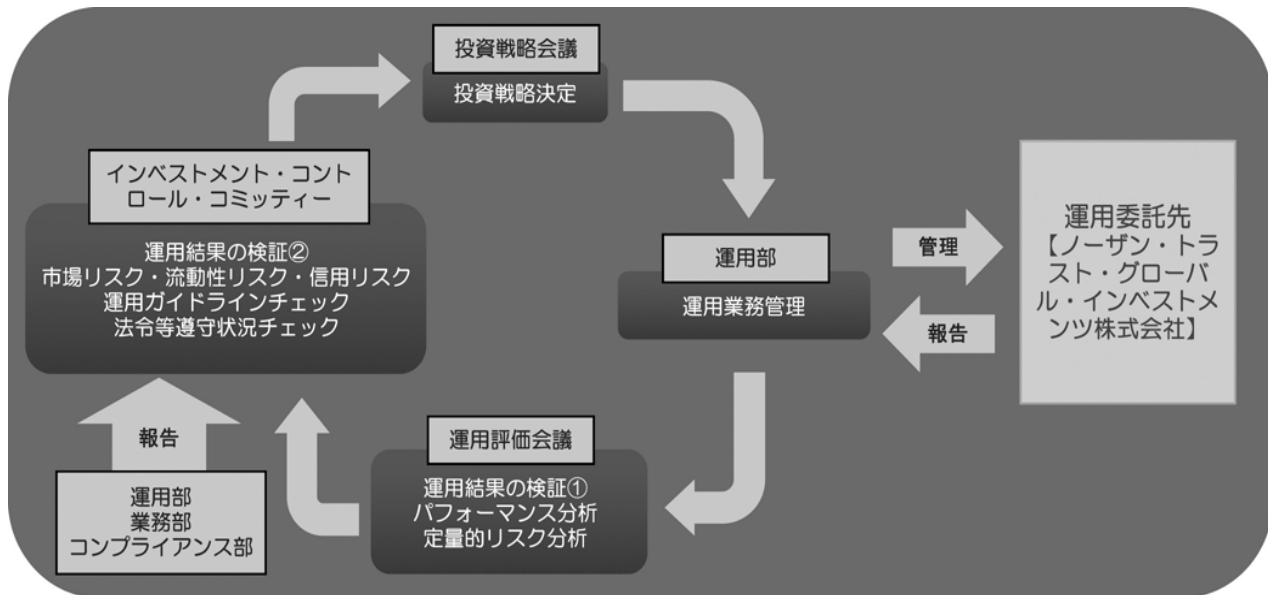 投資戦略会議
投資戦略決定
インベストメント・コント
ロール・コミッティー
運用結果の検証②
市場リスク・流動性リスク・信用リスク
運用ガイドラインチェック
法令等遵守状況チェック
運用部
運用業務管理
管理
報告
運用委託先
【ノーザン・トラ
スト・グローバ
ル・インベストメ
ンツ株式会社】
運用評価会議
運用結果の検証①
パフォーマンス分析
定量的リスク分析
報告
運用部
業務部
コンプライアンス部